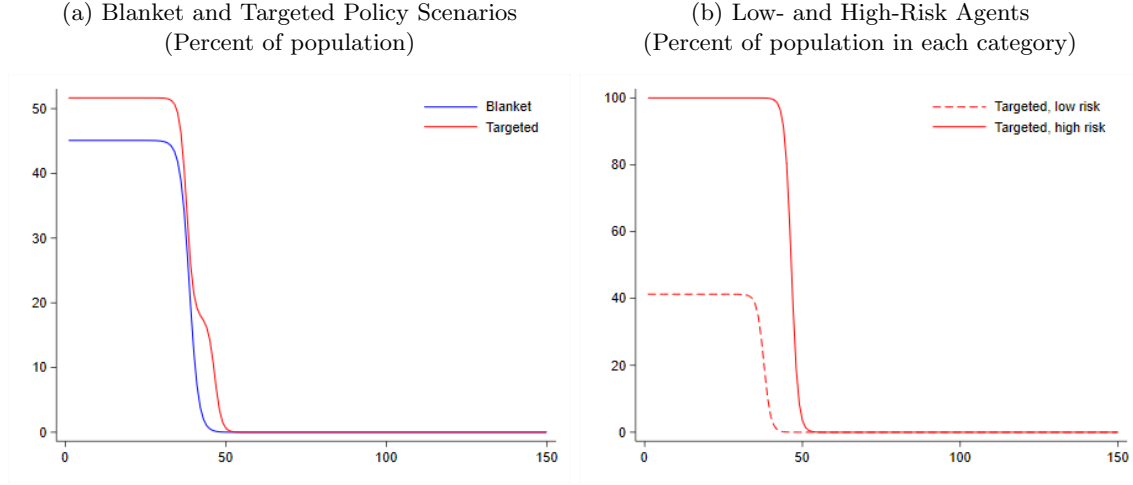 (a) Blanket and Targeted Policy Scenarios
(Percent of population)
50
40
30
20
10
0
0
50
100
150
Blanket
Targeted
(b) Low- and High-Risk Agents
(Percent of population in each category)
100
80
60
40
20
0
0
50
100
150
Targeted, low risk
Targeted, high risk